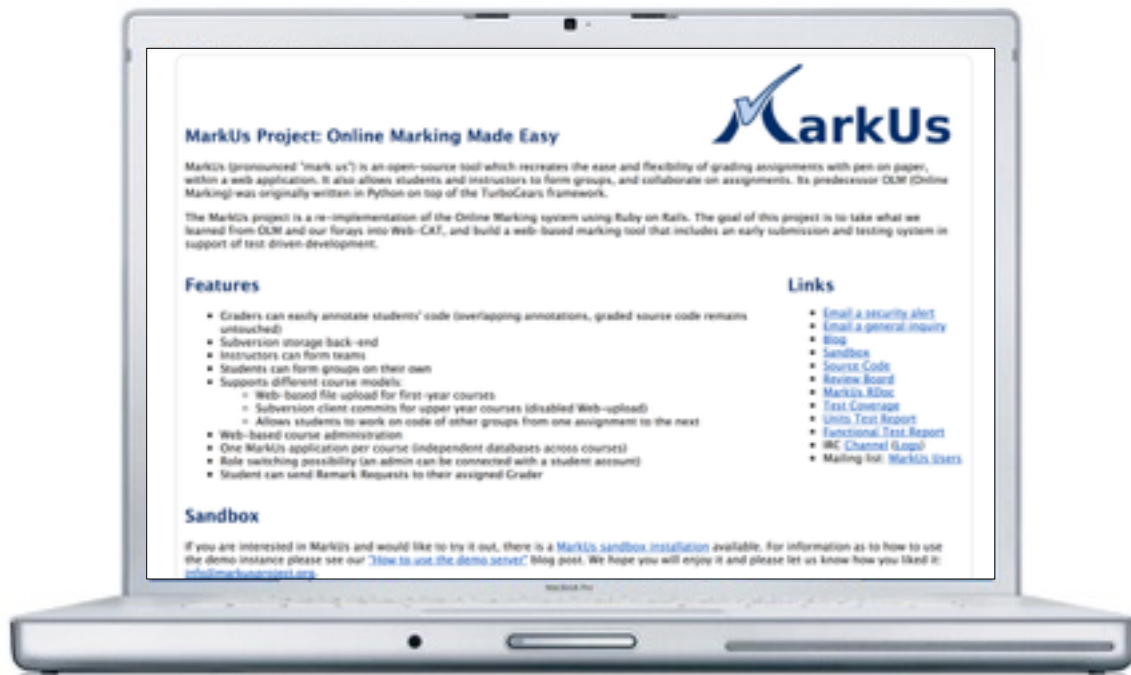 MarkUs
MarkUs Project: Online Marking Made Easy
MarkUs (pronounced "mark us") is an open-source tool which recreates the ease and flexibility of grading assignments with pen on paper,
within a web application. It also allows students and instructors to form groups, and collaborate on assignments. Its predecessor OLM (Online
Marking) was originally written in Python on top of the TurboGears framework.
The MarkUs project is a re-implementation of the Online Marking system using Ruby on Rails. The goal of this project is to take what we
learned from OLM and our forays into Web-CAT, and build a web-based marking tool that includes an early submission and testing system in
support of test driven development.
Features
Graders can easily annotate students' code (overlapping annotations, graded source code remains
untouched)
Subversion storage back-end
Instructors can form teams
Students can form groups on their own
Supports different course models:
Web-based file upload for first-year courses
Subversion client commits for upper year courses (disabled Web-upload)
Allows students to work on code of other groups from one assignment to the next
Web-based course administration
One MarkUs application per course (independent databases across courses)
Role switching possibility (an admin can be connected with a student account)
Student can send Remark Requests to their assigned Grader
Links
Email a security alert
Email a general inquiry
Blog
Sandbox
Source Code
Review Board
MarkUs RDoc
Test Coverage
Units Test Report
Functional Test Report
IRC Channel (Logs)
Mailing list: MarkUs Users
Sandbox
If you are interested in MarkUs and would like to try it out, there is a MarkUs sandbox installation available. For information as to how to use
the demo instance please see our "How to use the demo server" blog post. We hope you will enjoy it and please let us know how you liked it:
info@markusproject.org.
MacBook Pro